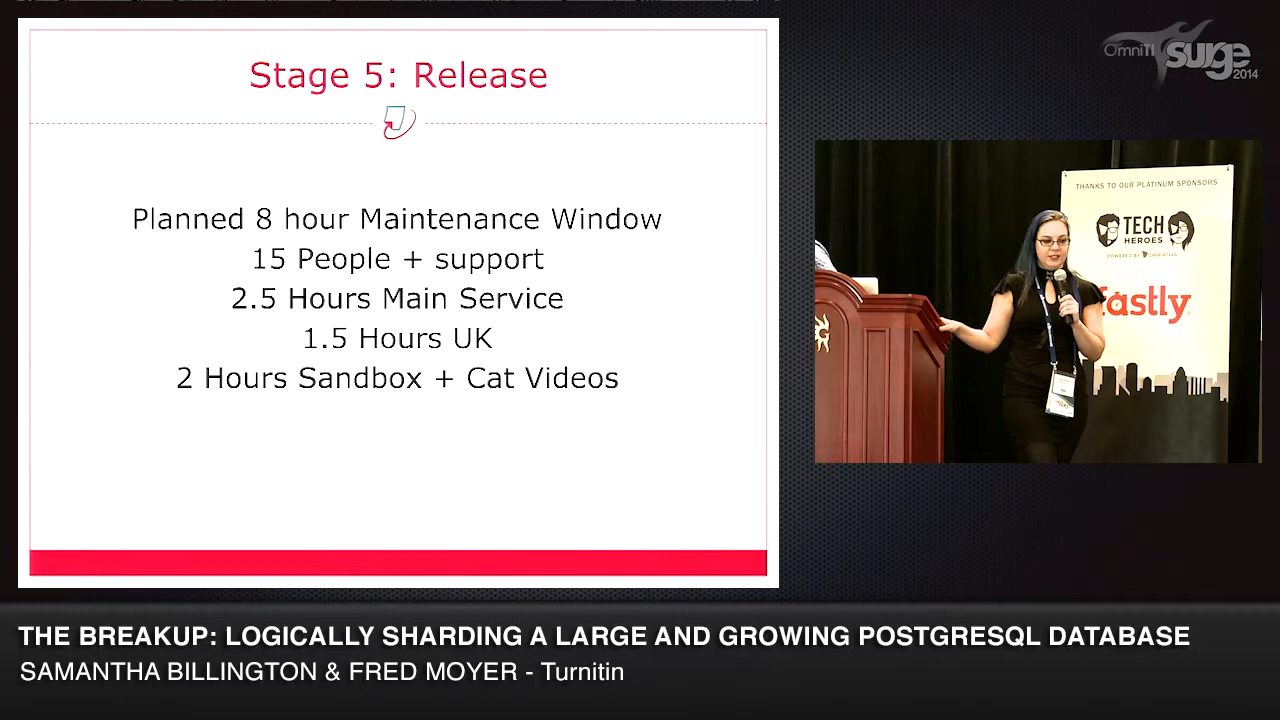 Stage 5: Release
Planned 8 hour Maintenance Window
15 People + support
2.5 Hours Main Service
1.5 Hours UK
2 Hours Sandbox + Cat Videos
OmniTI
surge
2014
THANKS TO OUR PLATINUM SPONSORS
TECH
HEROES
POWERED BY
fastly
G
THE BREAKUP: LOGICALLY SHARDING A LARGE AND GROWING POSTGRESQL DATABASE
SAMANTHA BILLINGTON & FRED MOYER - Turnitin